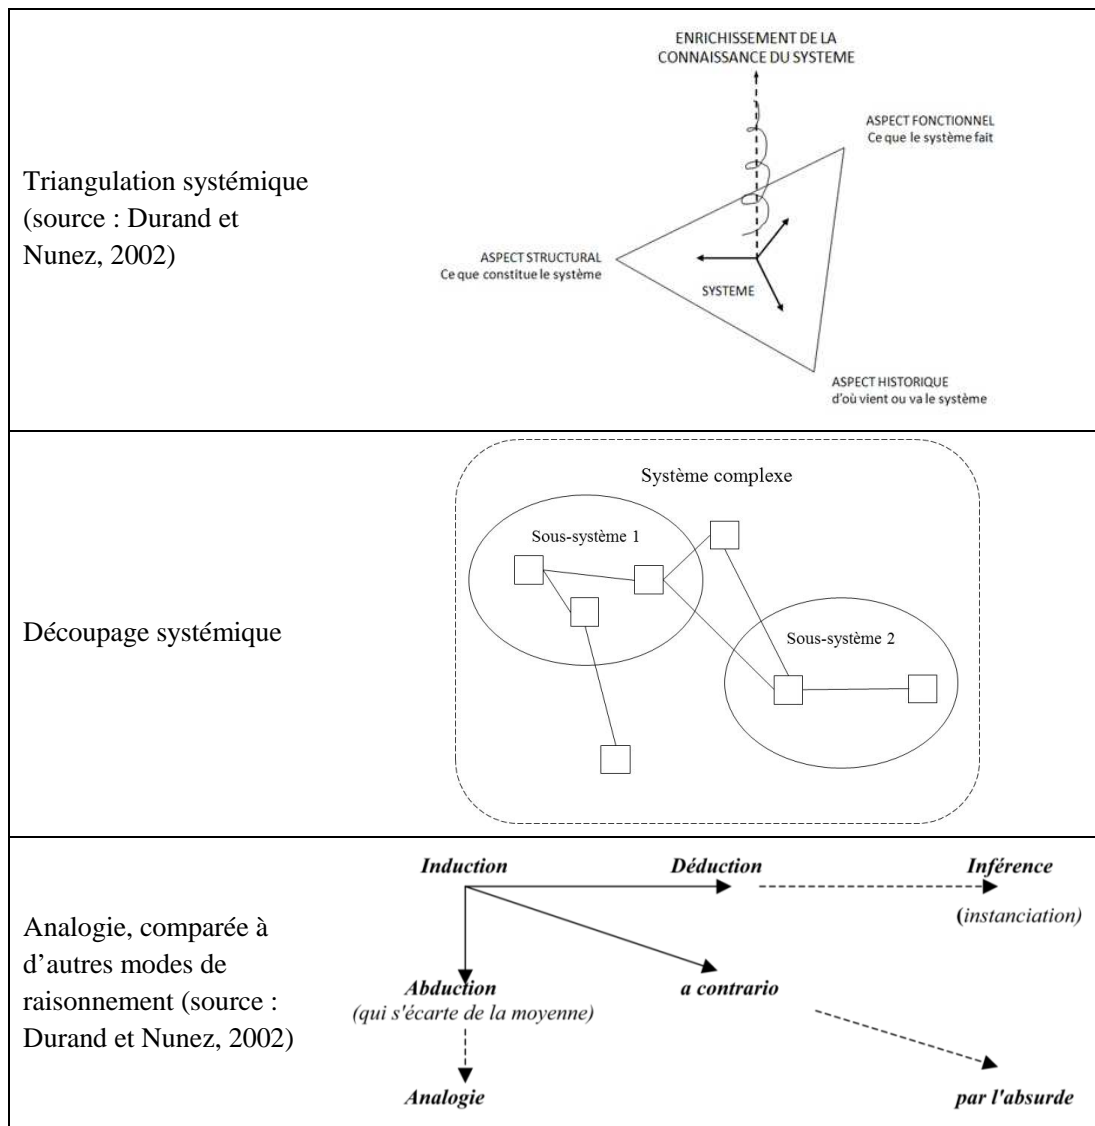 Triangulation systémique
(source : Durand et
Nunez, 2002)
ENRICHISSEMENT DE LA
CONNAISSANCE DU SYSTEME
ASPECT FONCTIONNEL
Ce que le système fait
ASPECT STRUCTURAL
Ce que constitue le système
SYSTEME
ASPECT HISTORIQUE
d'où vient ou va le système
Découpage systémique
Système complexe
Sous-système 1
Sous-système 2
Analogie, comparée à
d'autres modes de
raisonnement (source :
Durand et Nunez, 2002)
Induction
Déduction
Inférence
(instanciation)
Abduction
(qui s'écarte de la moyenne)
a contrario
Analogie
par l'absurde